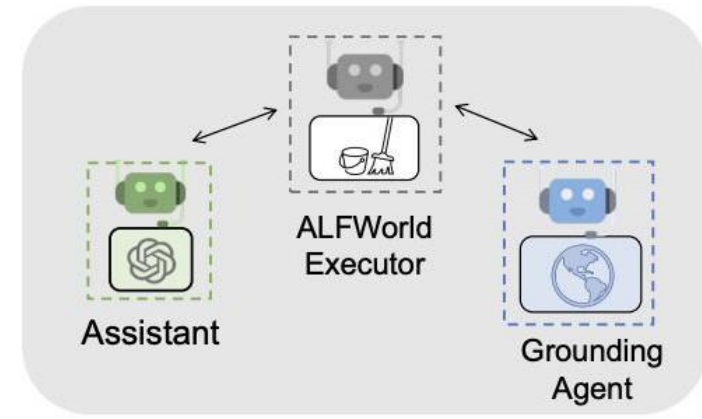 ALFWorld
Executor
Assistant
Grounding
Agent